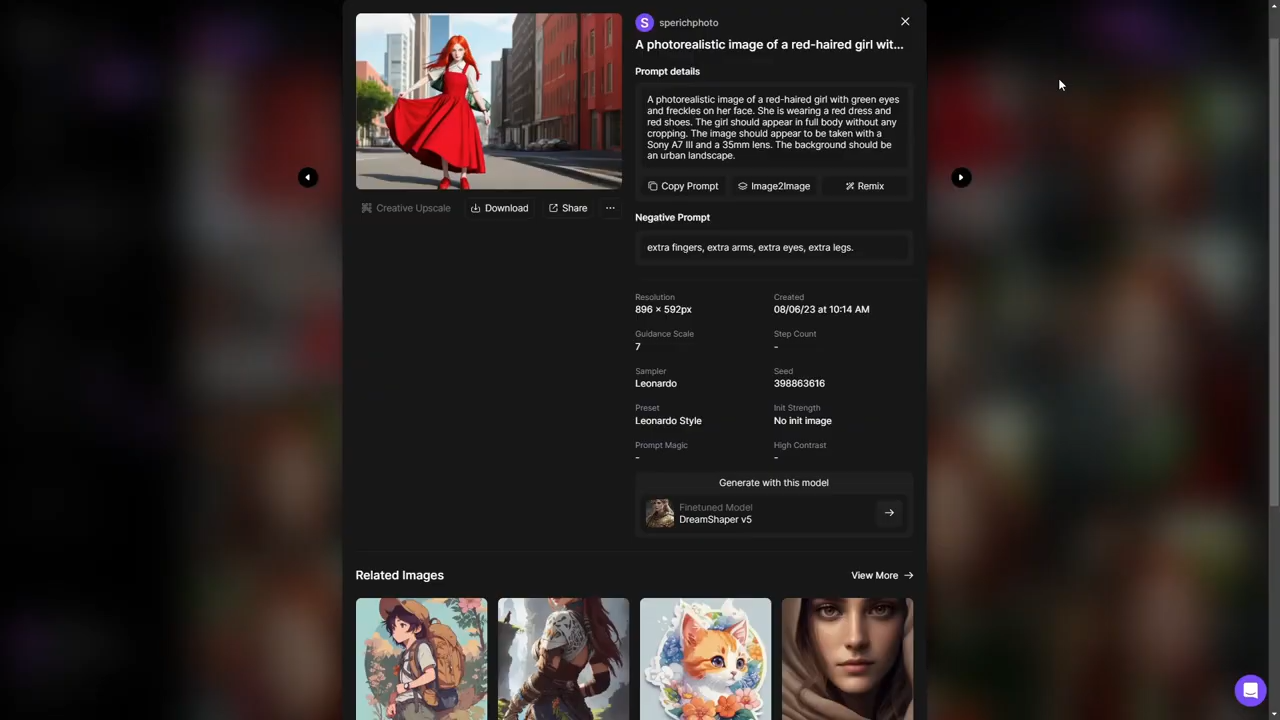 S sperichphoto
A photorealistic image of a red-haired girl wit...
Prompt details
A photorealistic image of a red-haired girl with green eyes
and freckles on her face. She is wearing a red dress and
red shoes. The girl should appear in full body without any
cropping. The image should appear to be taken with a
Sony A7 III and a 35mm lens. The background should be
an urban landscape.
Copy Prompt Image2Image Remix
Creative Upscale Download Share ...
Negative Prompt
extra fingers, extra arms, extra eyes, extra legs.
Resolution Created
896 × 592px 08/06/23 at 10:14 AM
Guidance Scale Step Count
7 -
Sampler Seed
Leonardo 398863616
Preset Init Strength
Leonardo Style No init image
Prompt Magic High Contrast
- -
Generate with this model
Finetuned Model
DreamShaper v5
Related Images View More